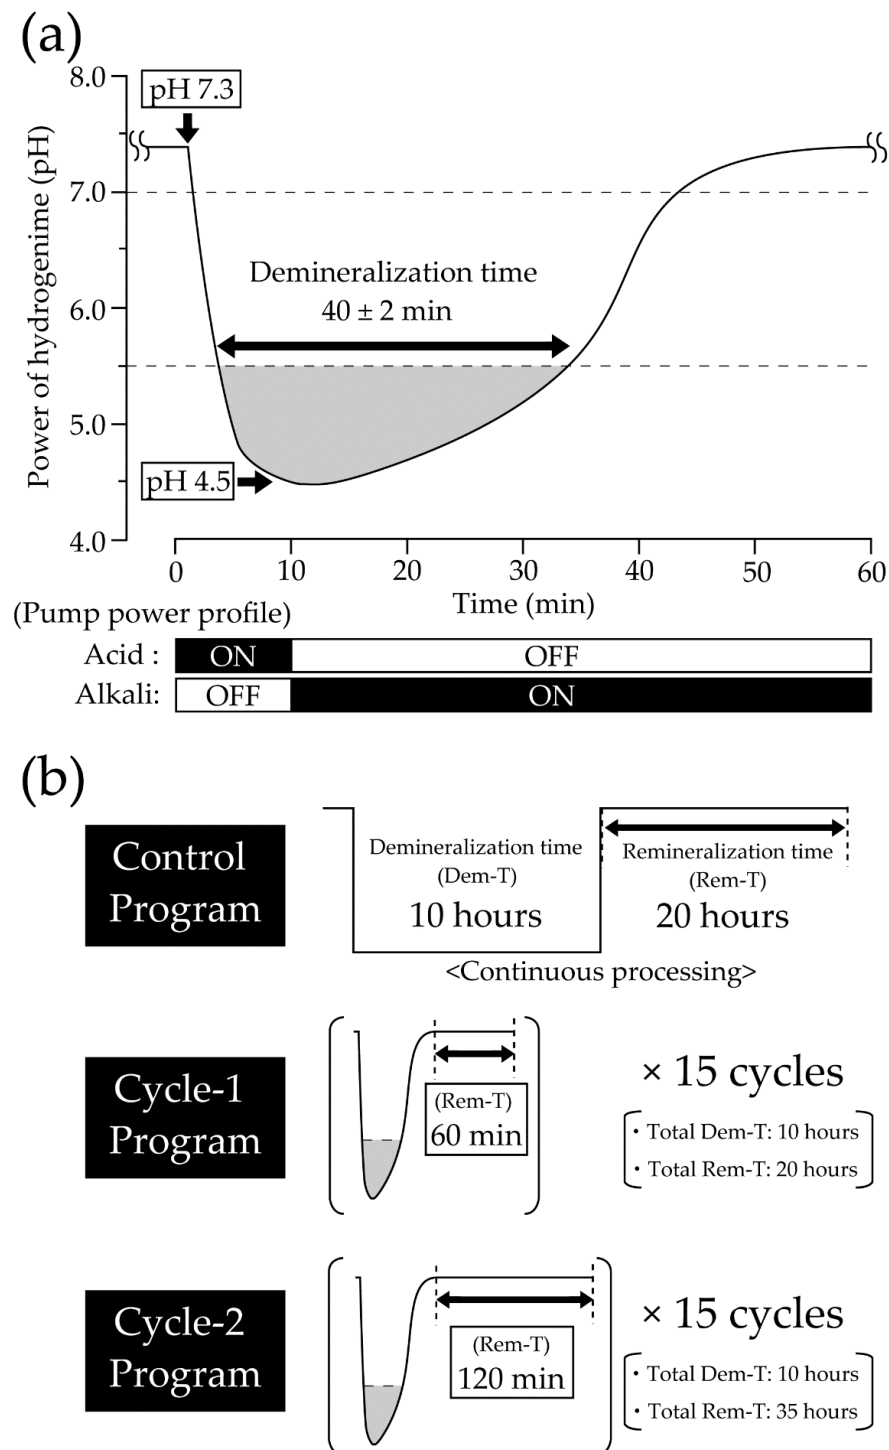 (a)
8.0
pH 7.3
7.0
Demineralization time
40 ± 2 min
6.0
5.0
pH 4.5
4.0
Power of hydrogenime (pH)
0 10 20 30 40 50 60
Time (min)
(Pump power profile)
Acid : ON OFF
Alkali: OFF ON
(b)
Control
Program
Demineralization time
(Dem-T)
10 hours
Remineralization time
(Rem-T)
20 hours
<Continuous processing>
Cycle-1
Program
(Rem-T)
60 min
× 15 cycles
・Total Dem-T: 10 hours
・Total Rem-T: 20 hours
Cycle-2
Program
(Rem-T)
120 min
× 15 cycles
・Total Dem-T: 10 hours
・Total Rem-T: 35 hours